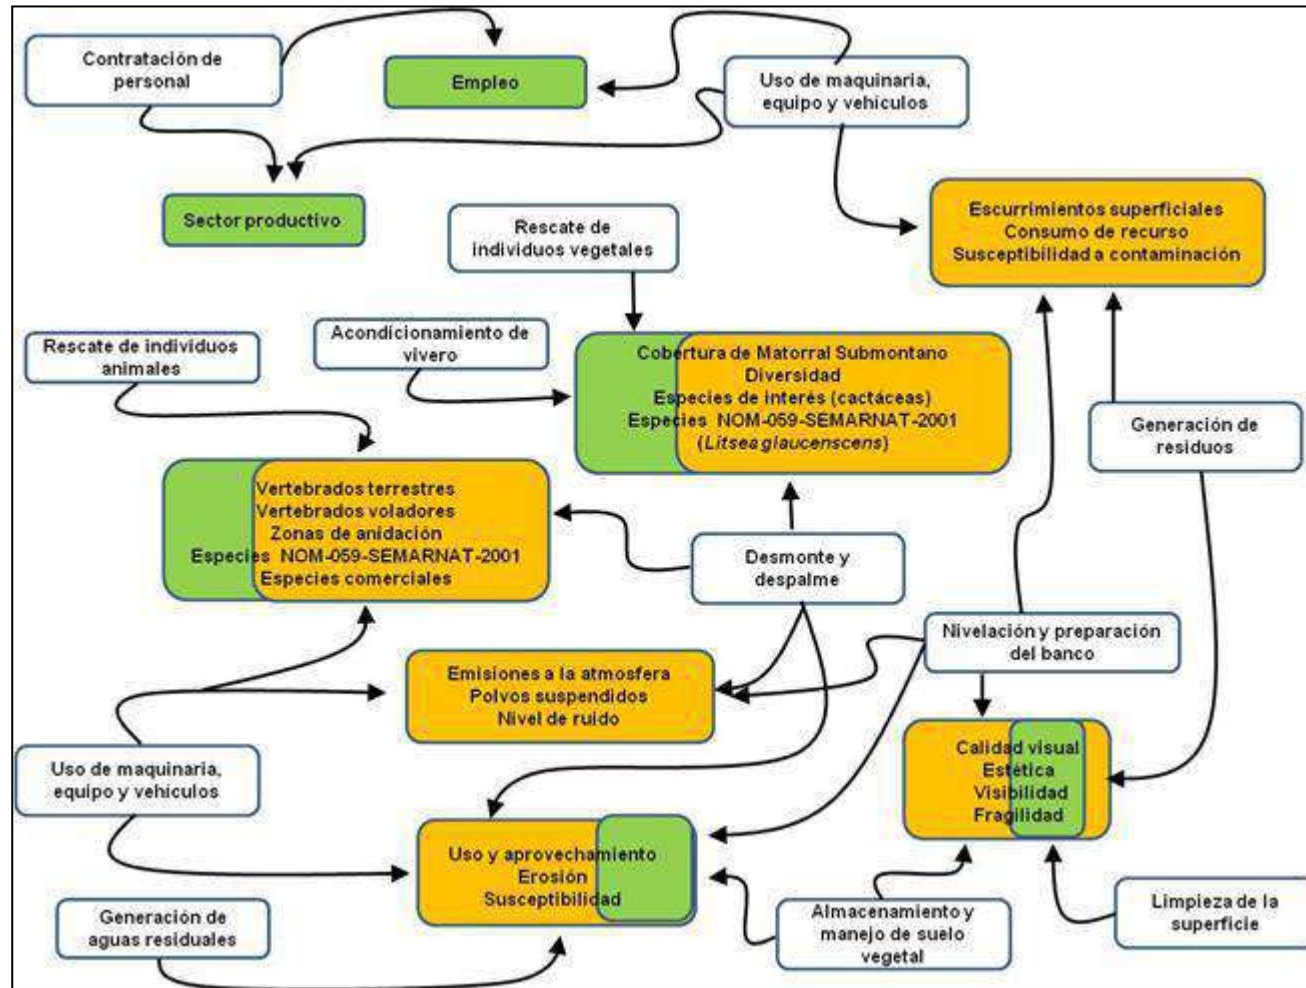 Contratación de
personal
Empleo
Uso de maquinaria,
equipo y vehículos
Sector productivo
Rescate de
individuos vegetales
Escurrimientos superficiales
Consumo de recurso
Susceptibilidad a contaminación
Rescate de individuos
animales
Acondicionamiento de
vivero
Cobertura de Matorral Submontano
Diversidad
Especies de interés (cactáceas)
Especies NOM-059-SEMARNAT-2001
(Litsea glaucenscens)
Generación de
residuos
Vertebrados terrestres
Vertebrados voladores
Zonas de anidación
Especies NOM-059-SEMARNAT-2001
Especies comerciales
Desmonte y
despalme
Nivelación y preparación
del banco
Emisiones a la atmosfera
Polvos suspendidos
Nivel de ruido
Uso de maquinaria,
equipo y vehículos
Calidad visual
Estética
Visibilidad
Fragilidad
Uso y aprovechamiento
Erosión
Susceptibilidad
Generación de
aguas residuales
Almacenamiento y
manejo de suelo
vegetal
Limpieza de la
superficie